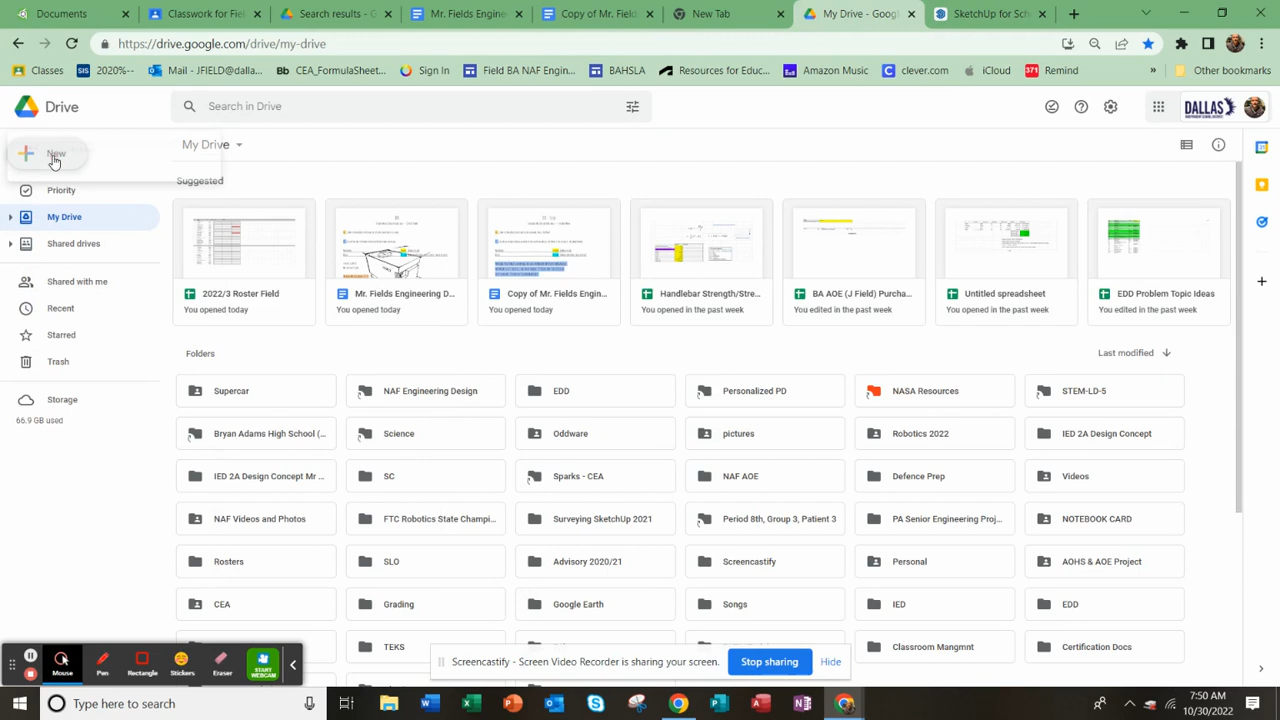 Classes
Search results - G
Mr. Fields Engin
Copy of Mr. Field
New Tab
My Drive - Googl
SketchUp for Sch
https://drive.google.com/drive/my-drive
Classes SIS 2020%-- Mail - JFIELD@dalla... Bb CEA_FormulaSheet... Sign In Field BA NAF Engin... BAHSLA Resources for Educ... Amazon Music clever.com iCloud 371 Remind » Other bookmarks
Drive
Search in Drive
DALLAS
New
My Drive
Suggested
Priority
My Drive
Shared drives
Shared with me
Recent
Starred
Trash
Storage
66.9 GB used
2022/3 Roster Field
You opened today
Mr. Fields Engineering D...
You opened today
Copy of Mr. Fields Engin...
You opened today
Handlebar Strength/Stre...
You opened in the past week
BA AOE (J Field) Purcha...
You edited in the past week
Untitled spreadsheet
You opened in the past week
EDD Problem Topic Ideas
You edited in the past week
Folders Last modified
Supercar NAF Engineering Design EDD Personalized PD NASA Resources STEM-LD-5
Bryan Adams High School (... Science Oddware pictures Robotics 2022 IED 2A Design Concept
IED 2A Design Concept Mr ... SC Sparks - CEA NAF AOE Defence Prep Videos
NAF Videos and Photos FTC Robotics State Champi... Surveying SketchUp 2021 Period 8th, Group 3, Patient 3 PA Senior Engineering Proj... NOTEBOOK CARD
Rosters SLO Advisory 2020/21 Screencastify Personal AOHS & AOE Project
CEA Grading Google Earth Songs IED EDD
TEKS Classroom Mangmnt Certification Docs
Mouse Pen Rectangle Stickers Eraser START WEBCAM
Screencastify - Screen Video Recorder is sharing your screen. Stop sharing Hide
Type here to search
7:50 AM
10/30/2022